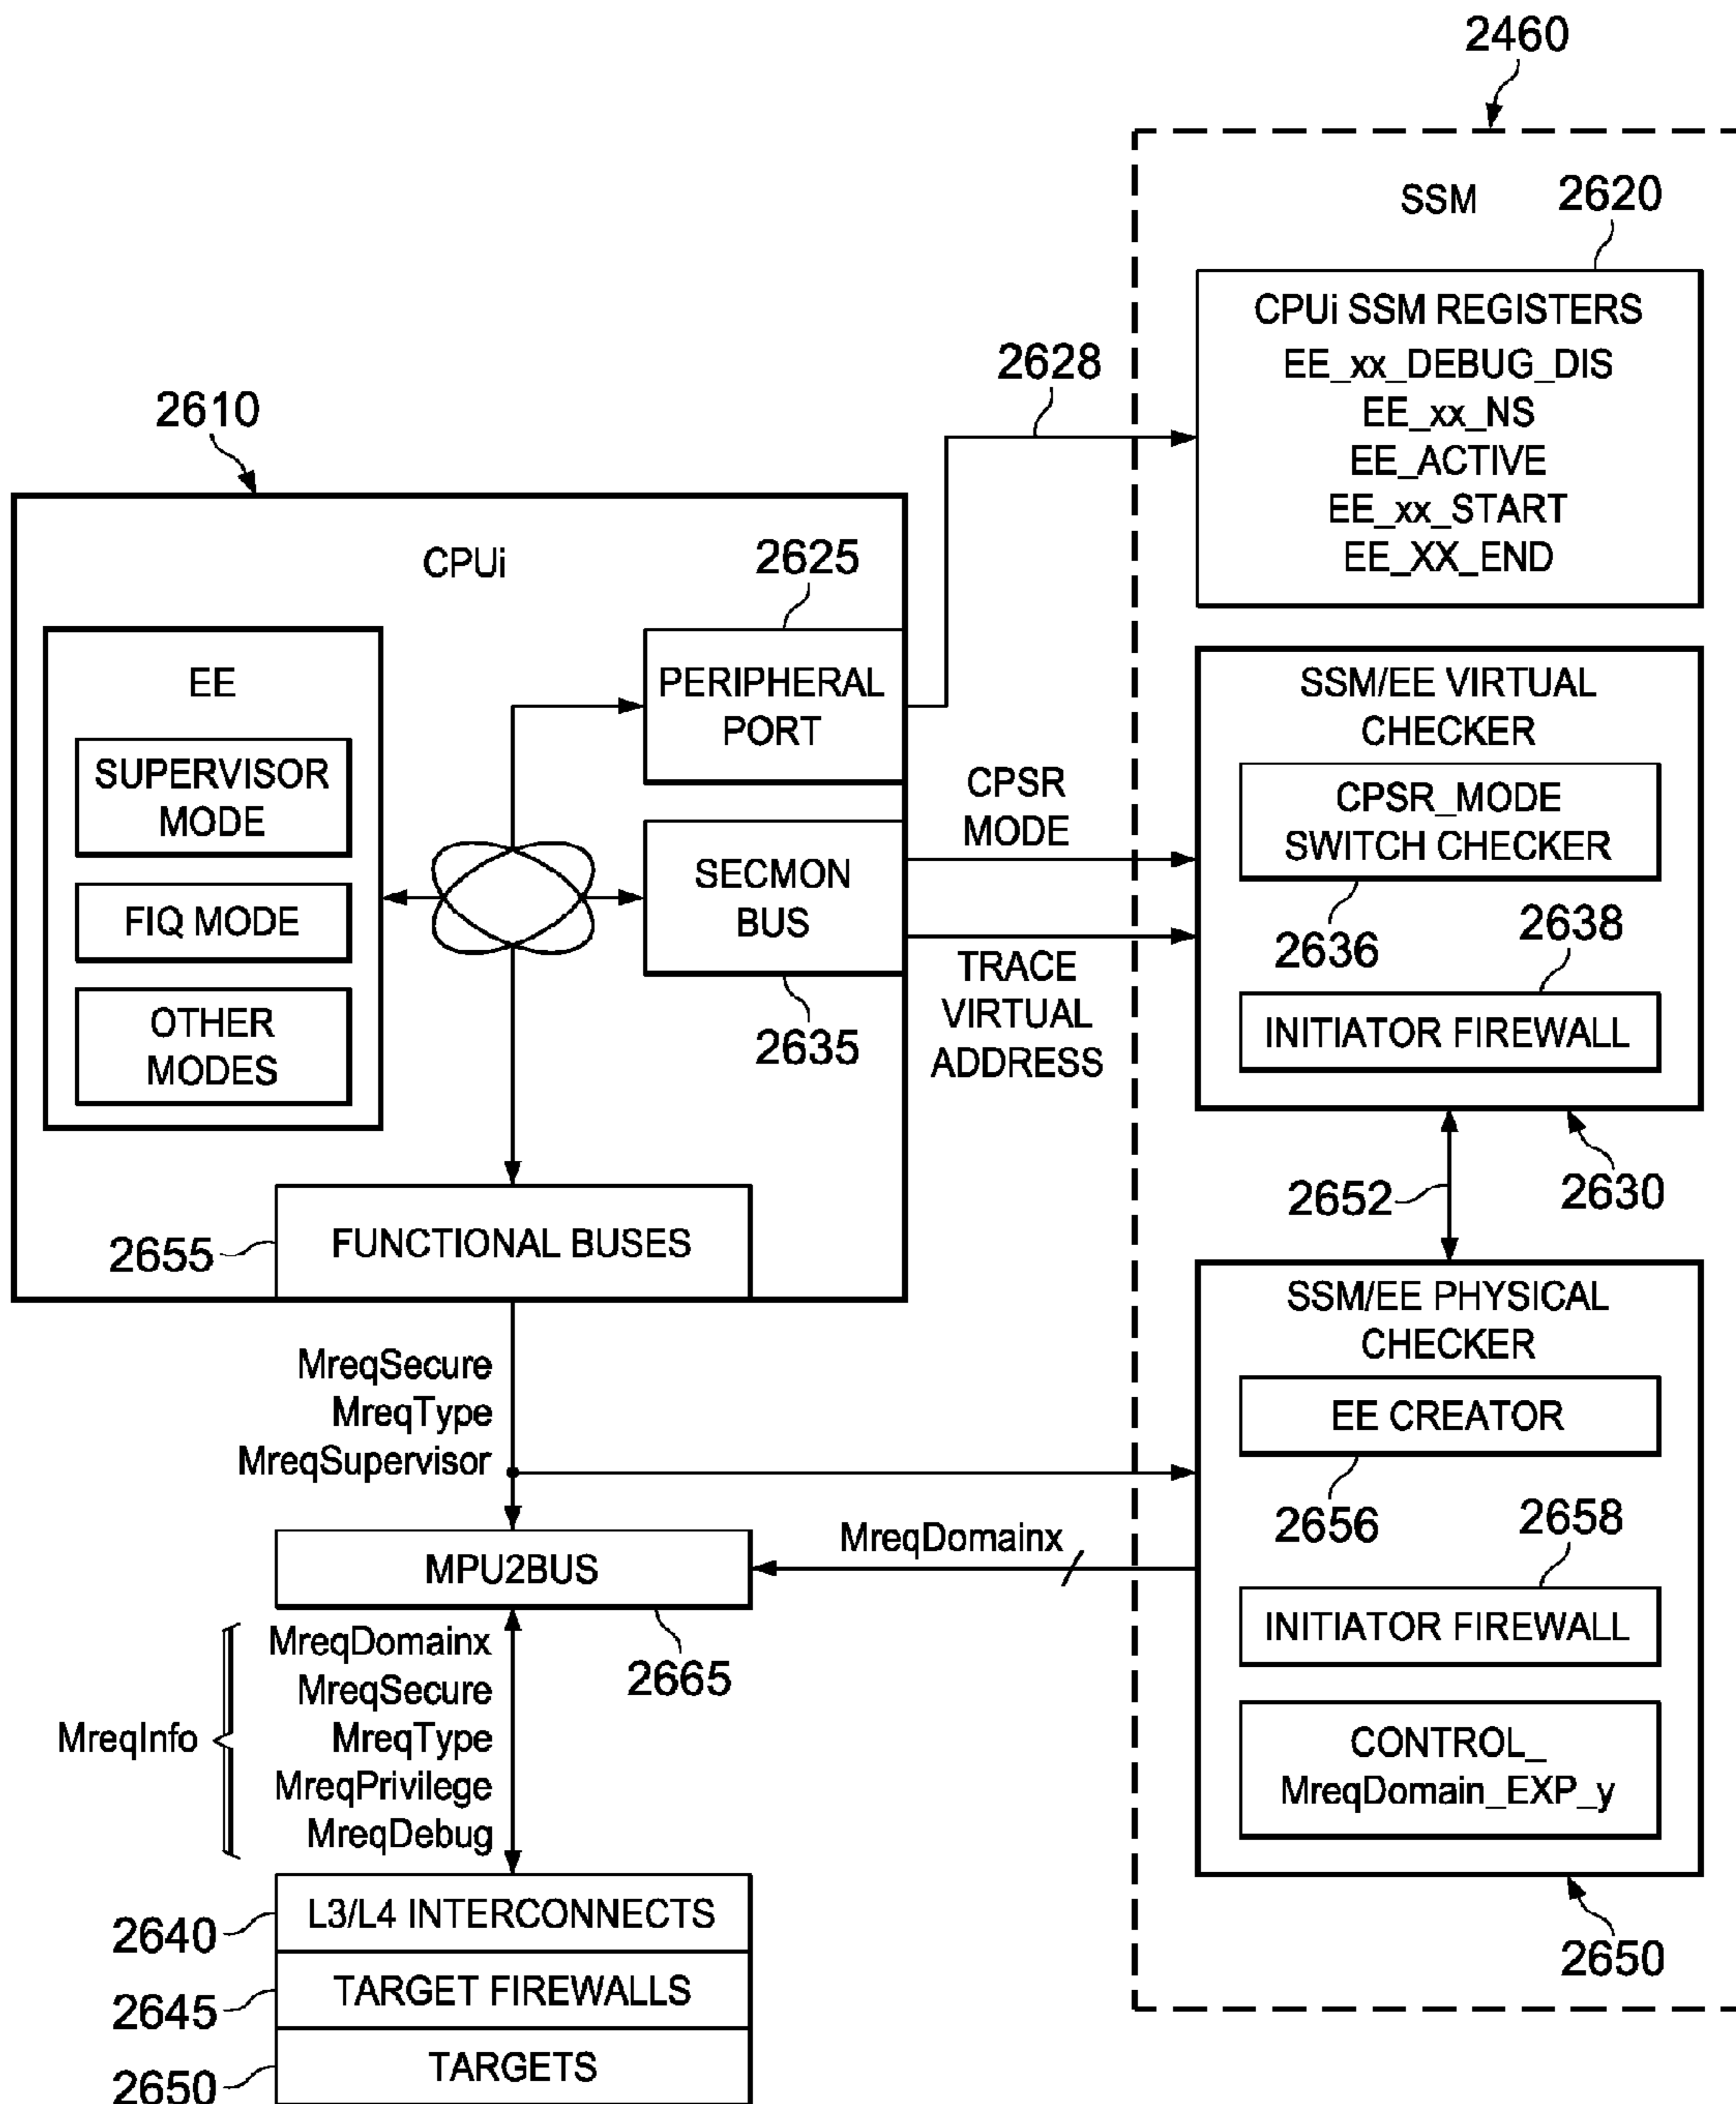 2460
SSM
2620
CPUi SSM REGISTERS
EE_xx_DEBUG_DIS
EE_xx_NS
EE_ACTIVE
EE_xx_START
EE_XX_END
2628
2610
CPUi
2625
EE
SUPERVISOR
MODE
FIQ MODE
OTHER
MODES
PERIPHERAL
PORT
SECMON
BUS
2635
CPSR
MODE
TRACE
VIRTUAL
ADDRESS
SSM/EE VIRTUAL
CHECKER
CPSR_MODE
SWITCH CHECKER
2636
2638
INITIATOR FIREWALL
2652
2630
FUNCTIONAL BUSES
2655
SSM/EE PHYSICAL
CHECKER
EE CREATOR
2656
2658
INITIATOR FIREWALL
CONTROL_
MreqDomain_EXP_y
2650
MreqSecure
MreqType
MreqSupervisor
MreqDomainx
MPU2BUS
2665
MreqInfo
MreqDomainx
MreqSecure
MreqType
MreqPrivilege
MreqDebug
2640
L3/L4 INTERCONNECTS
2645
TARGET FIREWALLS
2650
TARGETS